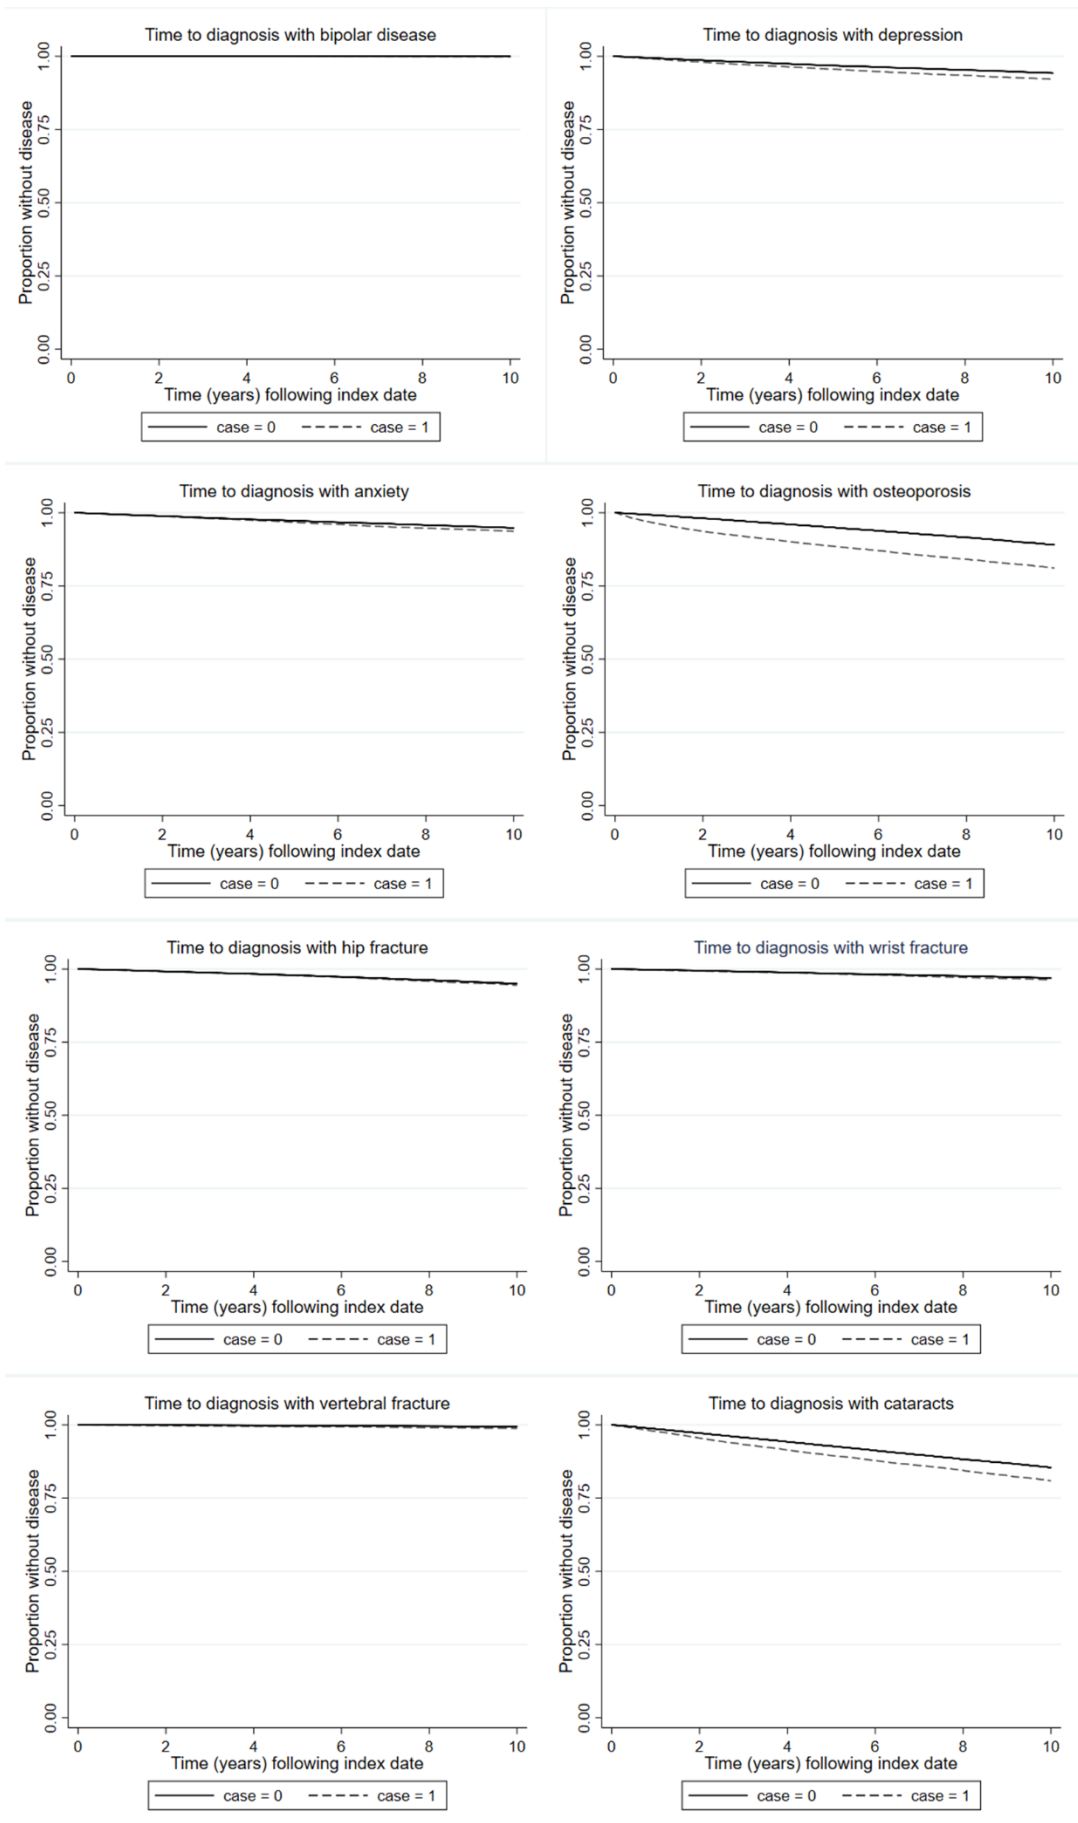 Time to diagnosis with bipolar disease
Proportion without disease
1.00
0.75
0.50
0.25
0.00
0 2 4 6 8 10
Time (years) following index date
case = 0 case = 1
Time to diagnosis with depression
Proportion without disease
1.00
0.75
0.50
0.25
0.00
0 2 4 6 8 10
Time (years) following index date
case = 0 case = 1
Time to diagnosis with anxiety
Proportion without disease
1.00
0.75
0.50
0.25
0.00
0 2 4 6 8 10
Time (years) following index date
case = 0 case = 1
Time to diagnosis with osteoporosis
Proportion without disease
1.00
0.75
0.50
0.25
0.00
0 2 4 6 8 10
Time (years) following index date
case = 0 case = 1
Time to diagnosis with hip fracture
Proportion without disease
1.00
0.75
0.50
0.25
0.00
0 2 4 6 8 10
Time (years) following index date
case = 0 case = 1
Time to diagnosis with wrist fracture
Proportion without disease
1.00
0.75
0.50
0.25
0.00
0 2 4 6 8 10
Time (years) following index date
case = 0 case = 1
Time to diagnosis with vertebral fracture
Proportion without disease
1.00
0.75
0.50
0.25
0.00
0 2 4 6 8 10
Time (years) following index date
case = 0 case = 1
Time to diagnosis with cataracts
Proportion without disease
1.00
0.75
0.50
0.25
0.00
0 2 4 6 8 10
Time (years) following index date
case = 0 case = 1